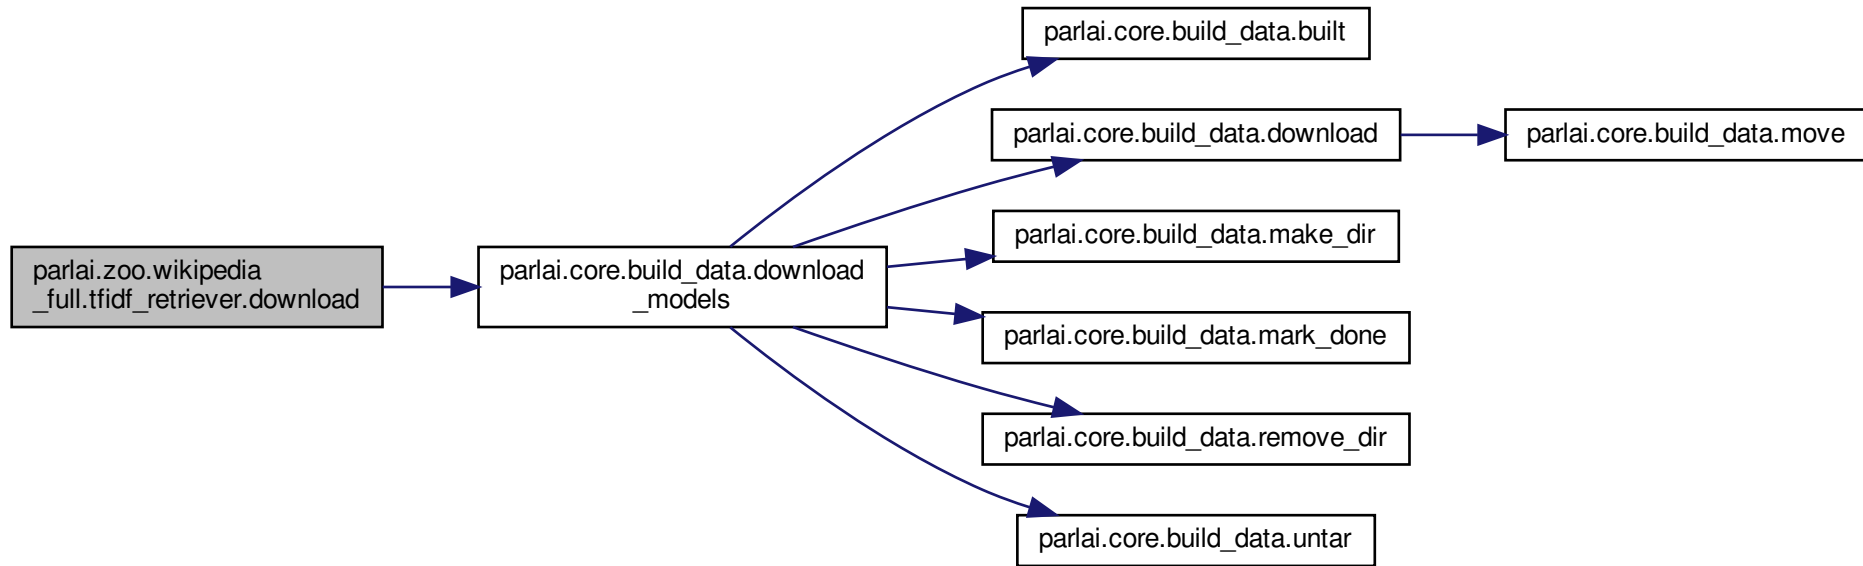 parlai.zoo.wikipedia
_full.tfidf_retriever.download
parlai.core.build_data.download
_models
parlai.core.build_data.built
parlai.core.build_data.download
parlai.core.build_data.move
parlai.core.build_data.make_dir
parlai.core.build_data.mark_done
parlai.core.build_data.remove_dir
parlai.core.build_data.untar